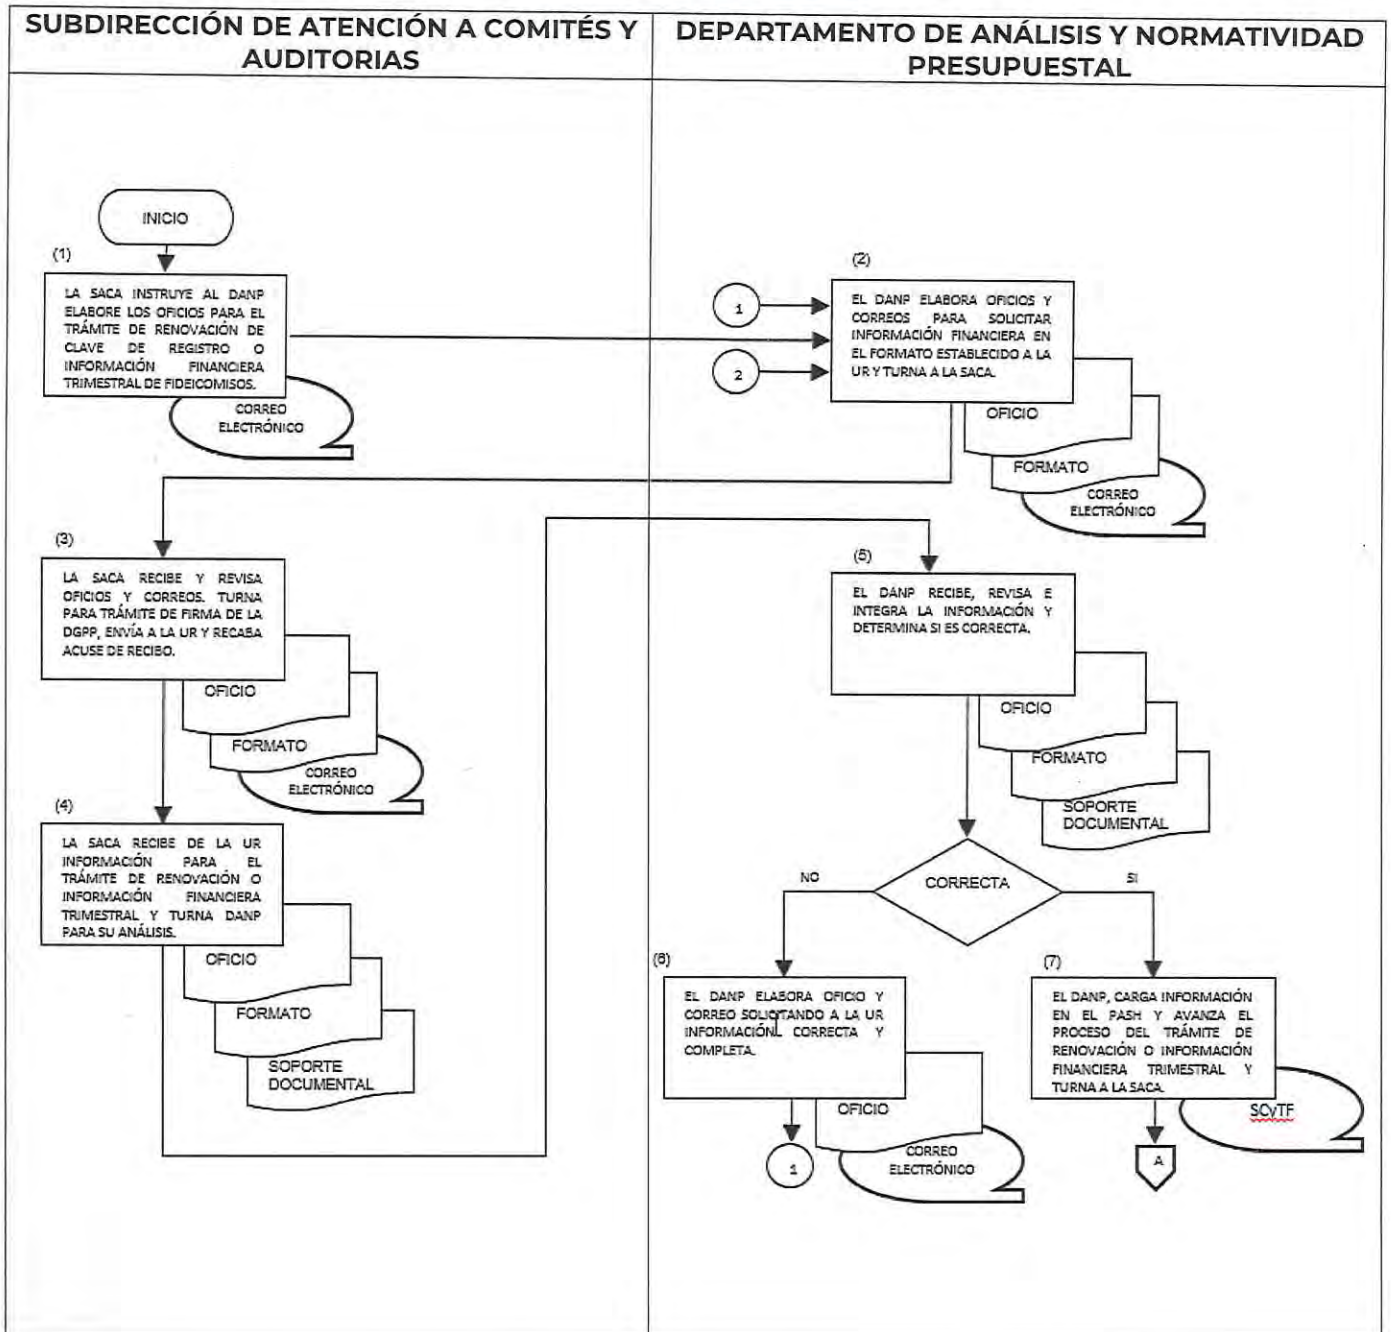 SUBDIRECCIÓN DE ATENCIÓN A COMITÉS Y
AUDITORIAS
DEPARTAMENTO DE ANÁLISIS Y NORMATIVIDAD
PRESUPUESTAL
INICIO
(1)
LA SACA INSTRUYE AL DANP
ELABORE LOS OFICIOS PARA EL
TRÁMITE DE RENOVACIÓN DE
CLAVE DE REGISTRO O
INFORMACIÓN FINANCIERA
TRIMESTRAL DE FIDEICOMISOS.
CORREO
ELECTRÓNICO
1
2
(2)
EL DANP ELABORA OFICIOS Y
CORREOS PARA SOLICITAR
INFORMACIÓN FINANCIERA EN
EL FORMATO ESTABLECIDO A LA
UR Y TURNA A LA SACA.
OFICIO
FORMATO
CORREO
ELECTRÓNICO
(3)
LA SACA RECIBE Y REVISA
OFICIOS Y CORREOS. TURNA
PARA TRÁMITE DE FIRMA DE LA
DGPP, ENVÍA A LA UR Y RECABA
ACUSE DE RECIBO.
OFICIO
FORMATO
CORREO
ELECTRÓNICO
(4)
LA SACA RECIBE DE LA UR
INFORMACIÓN PARA EL
TRÁMITE DE RENOVACIÓN O
INFORMACIÓN FINANCIERA
TRIMESTRAL Y TURNA DANP
PARA SU ANÁLISIS.
OFICIO
FORMATO
SOPORTE
DOCUMENTAL
(5)
EL DANP RECIBE, REVISA E
INTEGRA LA INFORMACIÓN Y
DETERMINA SI ES CORRECTA.
OFICIO
FORMATO
SOPORTE
DOCUMENTAL
NO
CORRECTA
SI
(6)
EL DANP ELABORA OFICIO Y
CORREO SOLICITANDO A LA UR
INFORMACIÓN CORRECTA Y
COMPLETA.
OFICIO
CORREO
ELECTRÓNICO
1
(7)
EL DANP, CARGA INFORMACIÓN
EN EL PASH Y AVANZA EL
PROCESO DEL TRÁMITE DE
RENOVACIÓN O INFORMACIÓN
FINANCIERA TRIMESTRAL Y
TURNA A LA SACA.
SCyTF
A